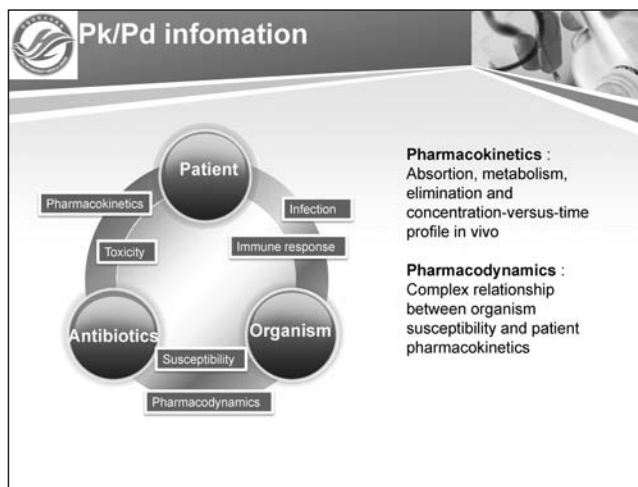 Pk/Pd infomation
Patient
Pharmacokinetics
Infection
Toxicity
Immune response
Antibiotics
Organism
Susceptibility
Pharmacodynamics
Pharmacokinetics :
Absortion, metabolism,
elimination and
concentration-versus-time
profile in vivo
Pharmacodynamics :
Complex relationship
between organism
susceptibility and patient
pharmacokinetics